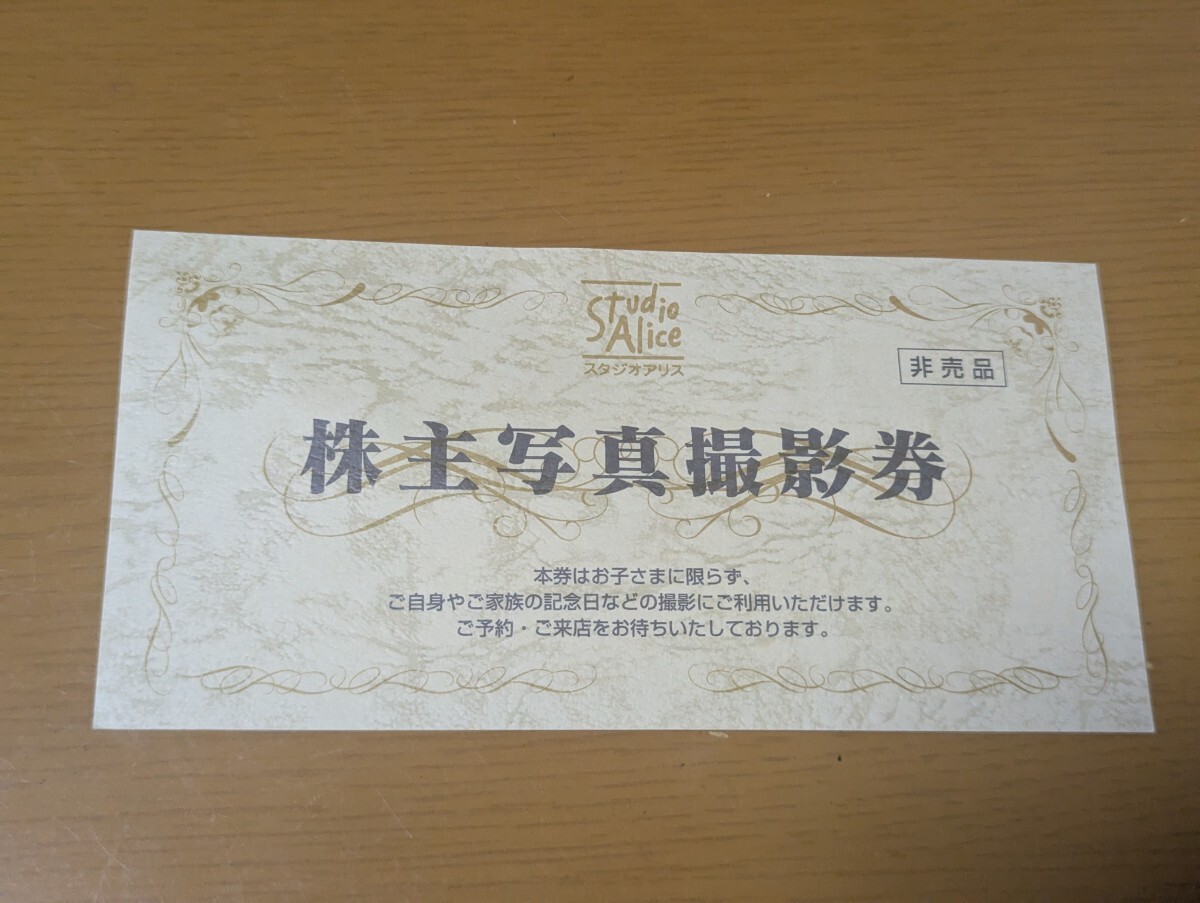 Studio
Alice
スタジオアリス
非売品
株主写真撮影券
本券はお子さまに限らず、
ご自身やご家族の記念日などの撮影にご利用いただけます。
ご予約・ご来店をお待ちいたしております。